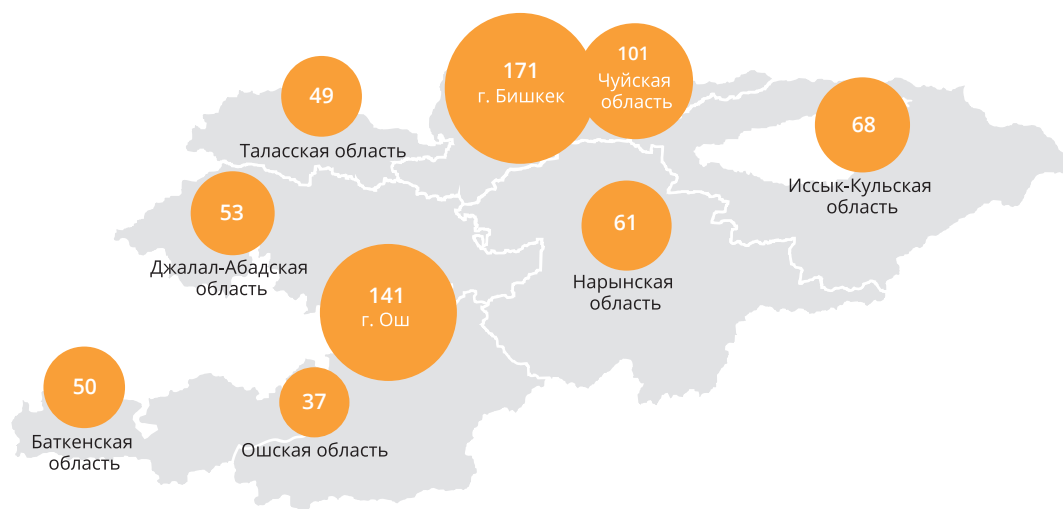 171
г. Бишкек
101
Чуйская
область
49
Таласская область
68
Иссык-Кульская
область
53
Джалал-Абадская
область
61
Нарынская
область
141
г. Ош
50
Баткенская
область
37
Ошская область